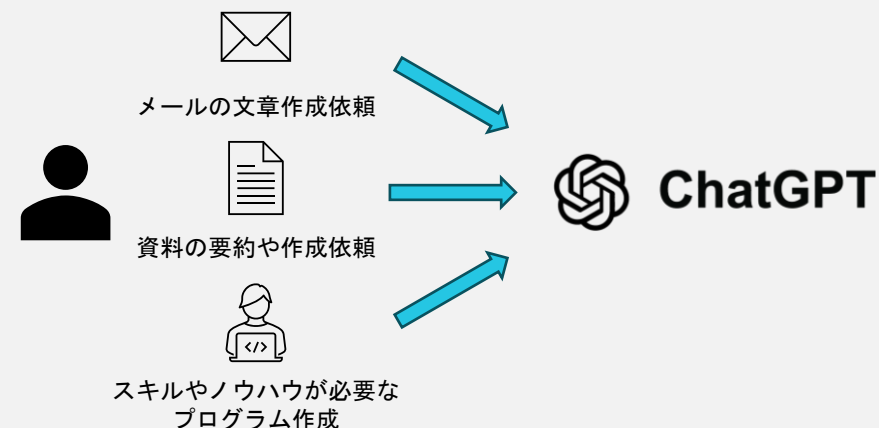 メールの文章作成依頼
資料の要約や作成依頼
</>
スキルやノウハウが必要な
プログラム作成
ChatGPT